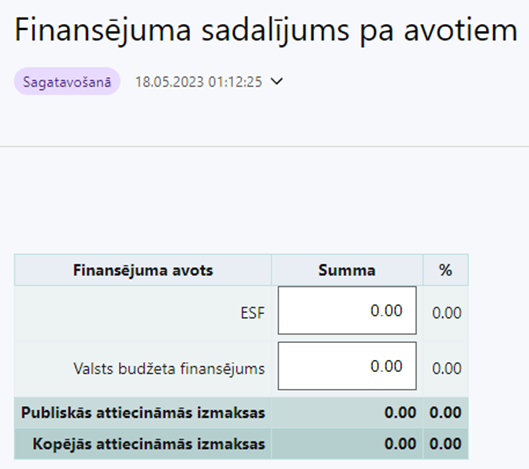 Finansējuma sadalījums pa avotiem
Sagatavošanā 18.05.2023 01:12:25
Finansējuma avots Summa %
ESF 0.00 0.00
Valsts budžeta finansējums 0.00 0.00
Publiskās attiecināmās izmaksas 0.00 0.00
Kopējās attiecināmās izmaksas 0.00 0.00